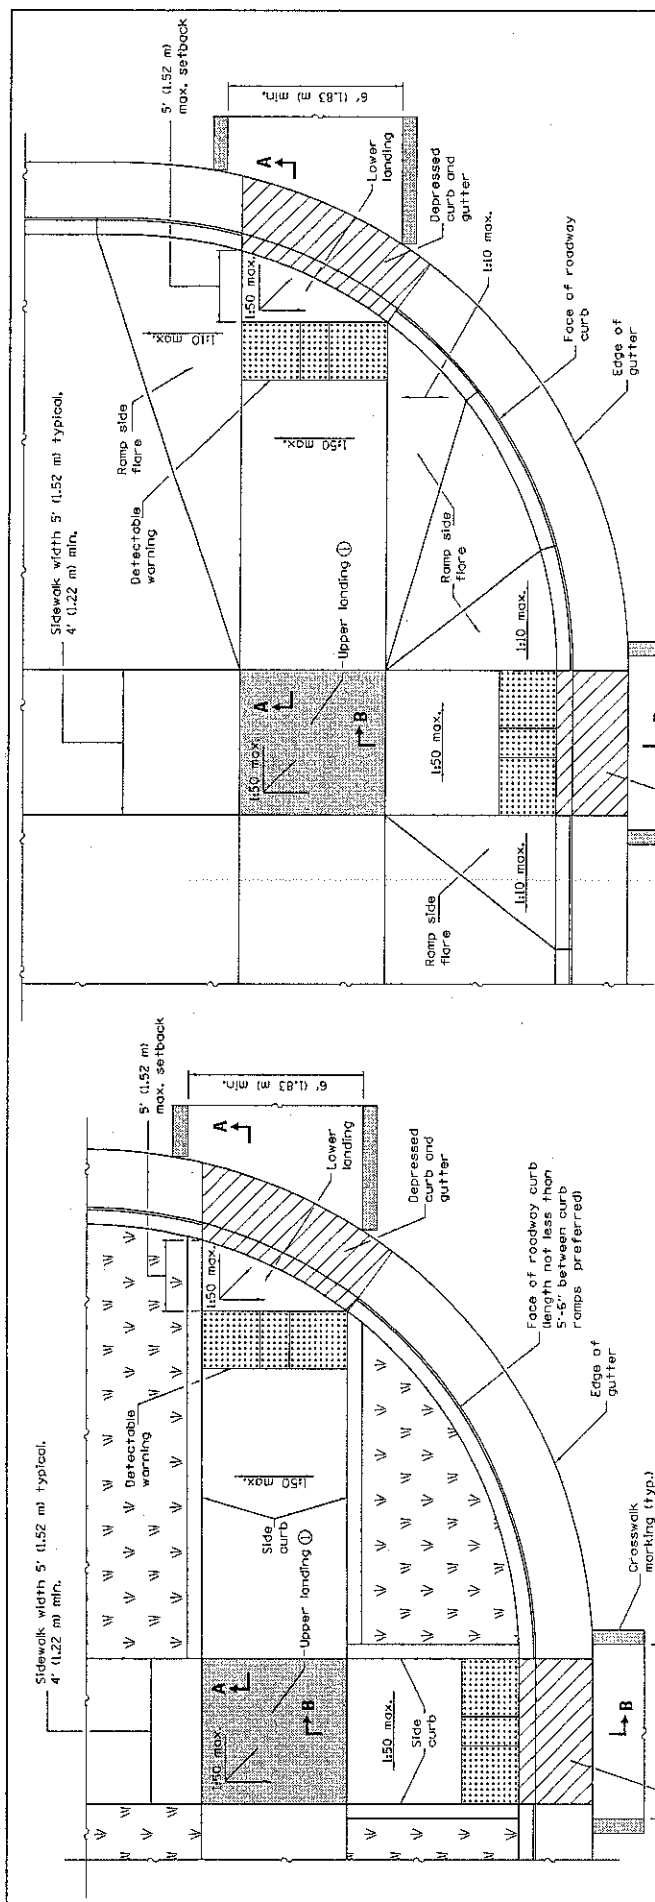 Sidewalk width 5' (1.52 m) typical.
4' (1.22 m) min.
5' (1.52 m)
max. setback
6' (1.83 m) min.
A
Lower
landing
Depressed
curb and
gutter
1:50 max.
Detectable
warning
1:50 max.
Side
curb
Upper landing ①
A
1:50 max.
B
1:50 max.
Side curb
Face of roadway curb
(length not less than
5'-6" between curb
ramps preferred)
Edge of
gutter
Crosswalk
marking (typ.)
B
Sidewalk width 5' (1.52 m) typical.
4' (1.22 m) min.
5' (1.52 m)
max. setback
6' (1.83 m) min.
A
Lower
landing
Depressed
curb and
gutter
1:10 max.
1:50 max.
1:10 max.
Ramp side
flare
Detectable
warning
1:50 max.
Ramp side
flare
Face of roadway
curb
Edge of
gutter
Upper landing ①
A
1:50 max.
B
1:50 max.
1:10 max.
Ramp side
flare
1:10 max.